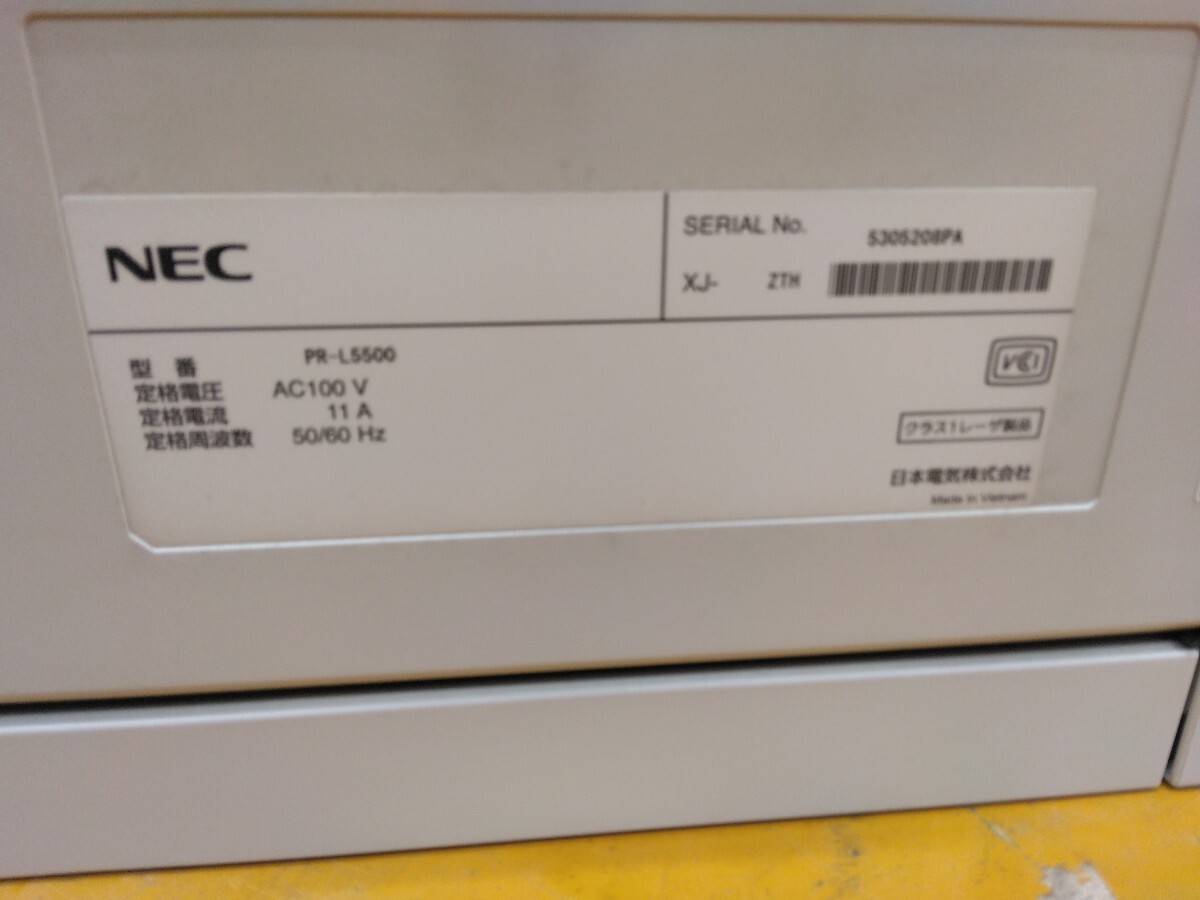 NEC
SERIAL No.
5305208PA
XJ- ZTH
型 番 PR-L5500
定格電圧 AC100 V
定格電流 11 A
定格周波数 50/60 Hz
VCI
クラス1レーザ製品
日本電気株式会社
Made in Vietnam